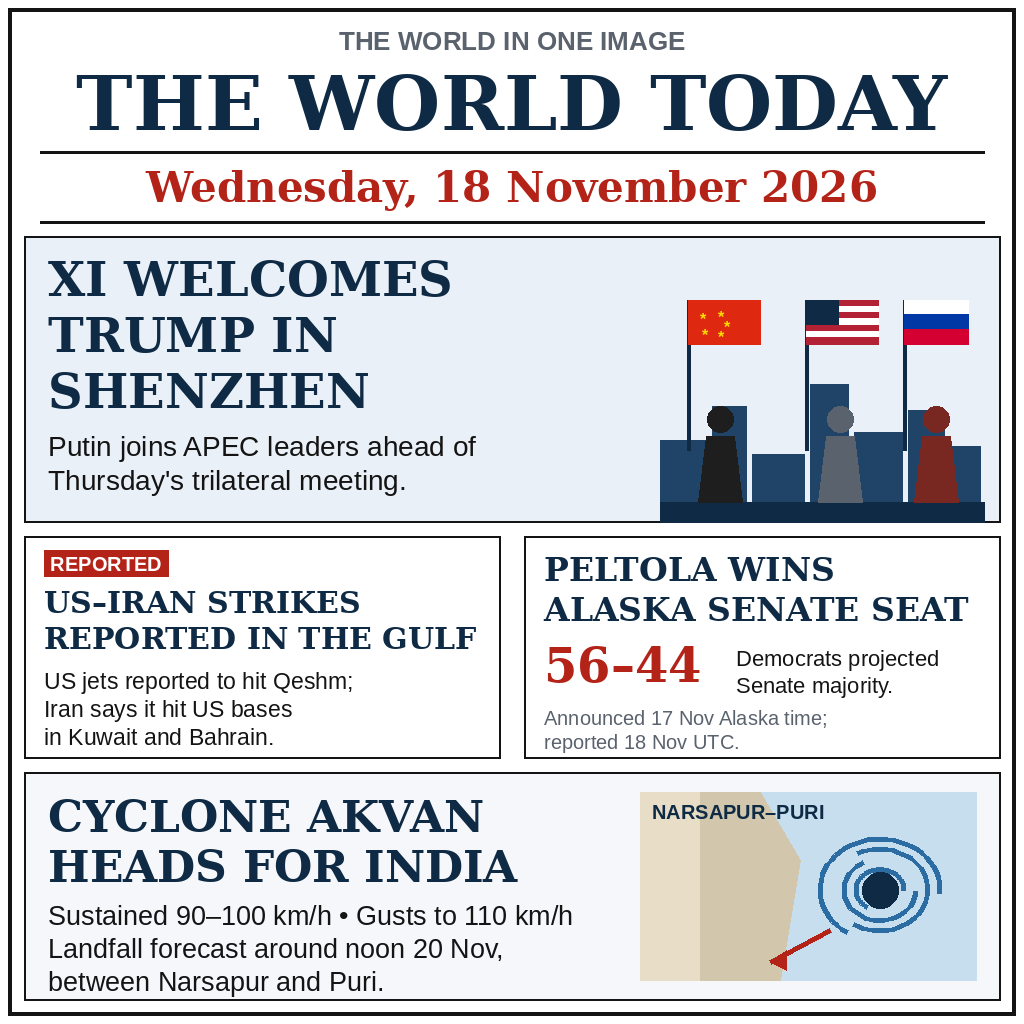 THE WORLD IN ONE IMAGE
THE WORLD TODAY
Wednesday, 18 November 2026
XI WELCOMES
TRUMP IN
SHENZHEN
Putin joins APEC leaders ahead of
Thursday's trilateral meeting.
REPORTED
US–IRAN STRIKES
REPORTED IN THE GULF
US jets reported to hit Qeshm;
Iran says it hit US bases
in Kuwait and Bahrain.
PELTOLA WINS
ALASKA SENATE SEAT
56–44
Democrats projected
Senate majority.
Announced 17 Nov Alaska time;
reported 18 Nov UTC.
CYCLONE AKVAN
HEADS FOR INDIA
Sustained 90–100 km/h • Gusts to 110 km/h
Landfall forecast around noon 20 Nov,
between Narsapur and Puri.
NARSAPUR–PURI